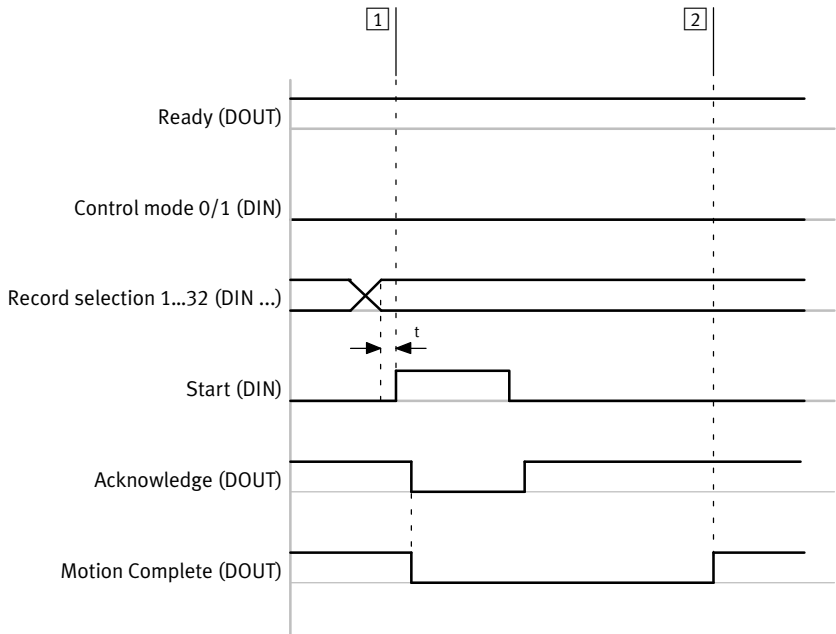 1
2
Ready (DOUT)
Control mode 0/1 (DIN)
Record selection 1...32 (DIN ...)
t
Start (DIN)
Acknowledge (DOUT)
Motion Complete (DOUT)